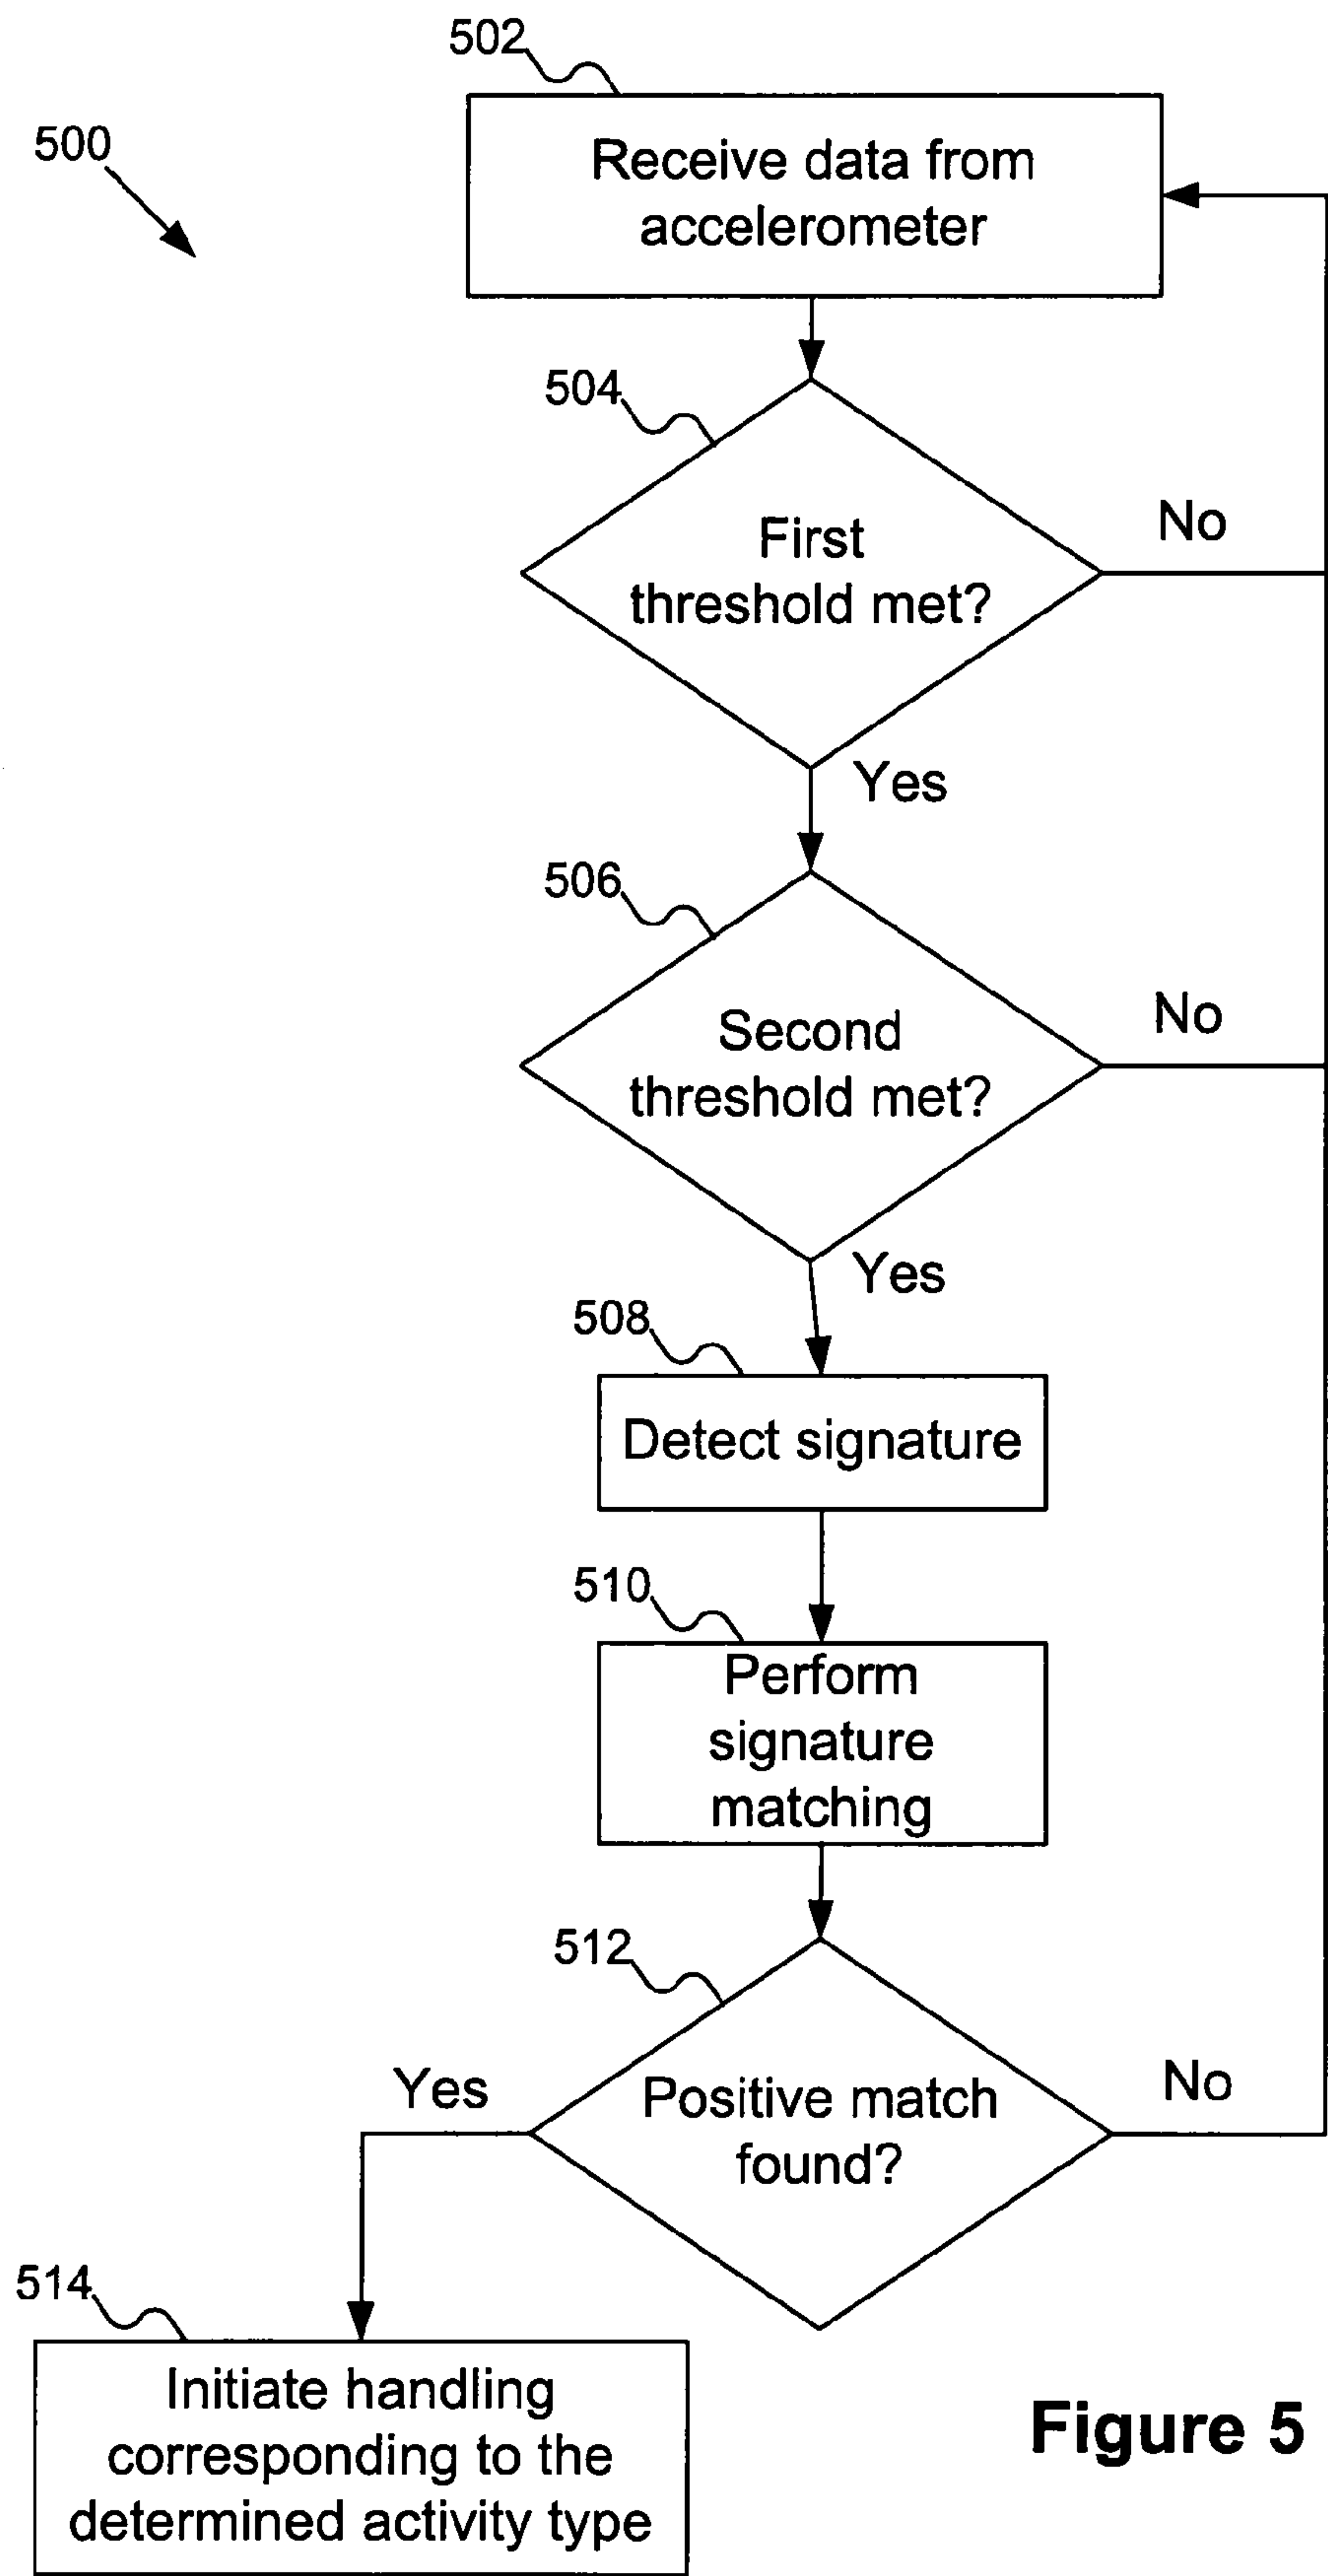 502
500
Receive data from
accelerometer
504
First
threshold met?
No
Yes
506
Second
threshold met?
No
Yes
508
Detect signature
510
Perform
signature
matching
512
Yes
Positive match
found?
No
514
Initiate handling
corresponding to the
determined activity type
Figure 5